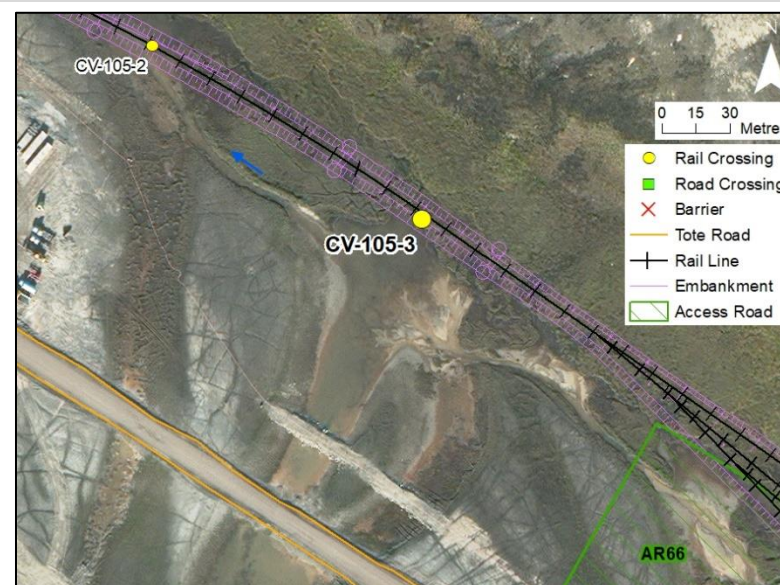 CV-105-2
CV-105-3
AR66
0 15 30
Metre
Rail Crossing
Road Crossing
Barrier
Tote Road
Rail Line
Embankment
Access Road